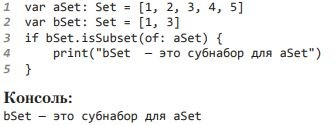 1 var aSet: Set = [1, 2, 3, 4, 5]
2 var bSet: Set = [1, 3]
3 if bSet.isSubset(of: aSet) {
4     print("bSet  — это субнабор для aSet")
5 }
Консоль:
bSet — это субнабор для aSet